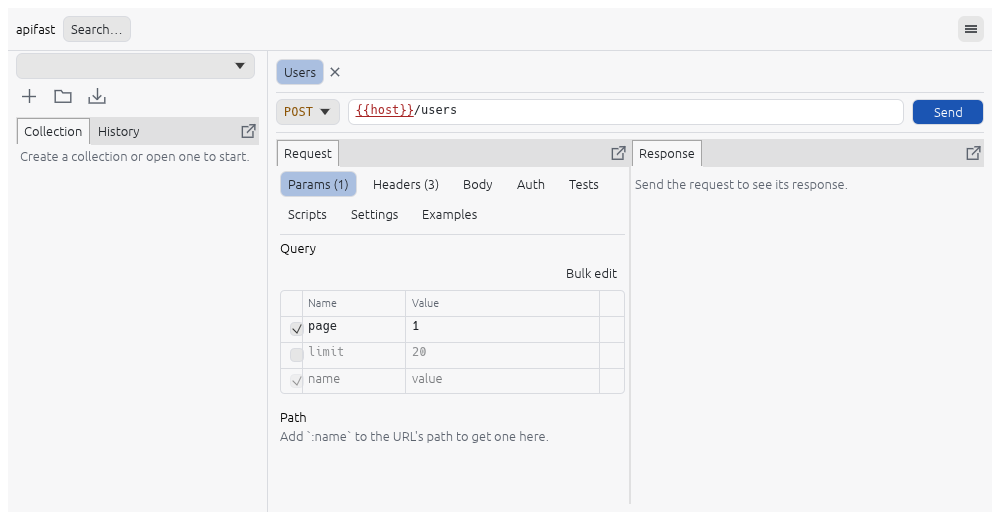 apifast Search…
Users
POST {{host}}/users Send
Collection History
Create a collection or open one to start.
Request
Response
Params (1) Headers (3) Body Auth Tests
Scripts Settings Examples
Send the request to see its response.
Query
Bulk edit
Name Value
page 1
limit 20
name value
Path
Add `:name` to the URL's path to get one here.